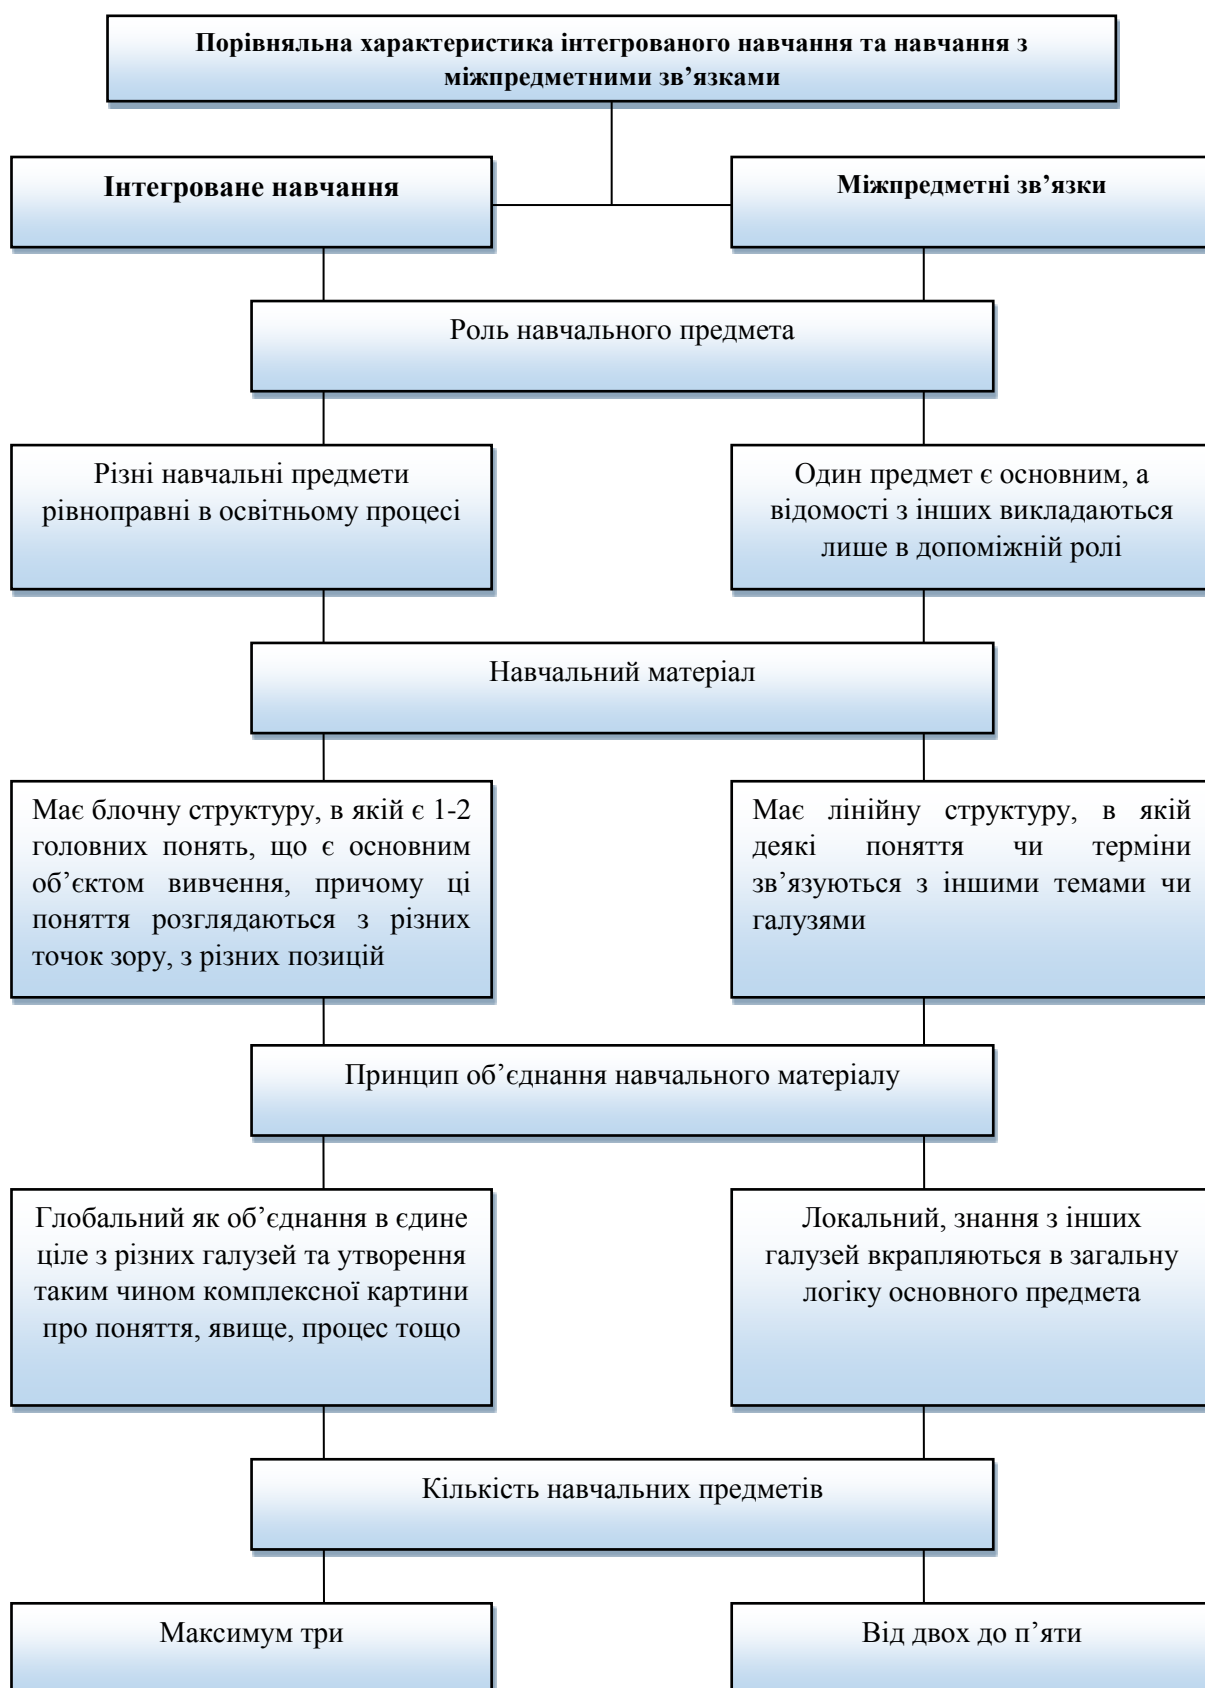 Порівняльна характеристика інтегрованого навчання та навчання з
міжпредметними зв’язками
Інтегроване навчання
Міжпредметні зв’язки
Роль навчального предмета
Різні навчальні предмети
рівноправні в освітньому процесі
Один предмет є основним, а
відомості з інших викладаються
лише в допоміжній ролі
Навчальний матеріал
Має блочну структуру, в якій є 1-2
головних понять, що є основним
об’єктом вивчення, причому ці
поняття розглядаються з різних
точок зору, з різних позицій
Має лінійну структуру, в якій
деякі поняття чи терміни
зв’язуються з іншими темами чи
галузями
Принцип об’єднання навчального матеріалу
Глобальний як об’єднання в єдине
ціле з різних галузей та утворення
таким чином комплексної картини
про поняття, явище, процес тощо
Локальний, знання з інших
галузей вкрапляються в загальну
логіку основного предмета
Кількість навчальних предметів
Максимум три
Від двох до п’яти